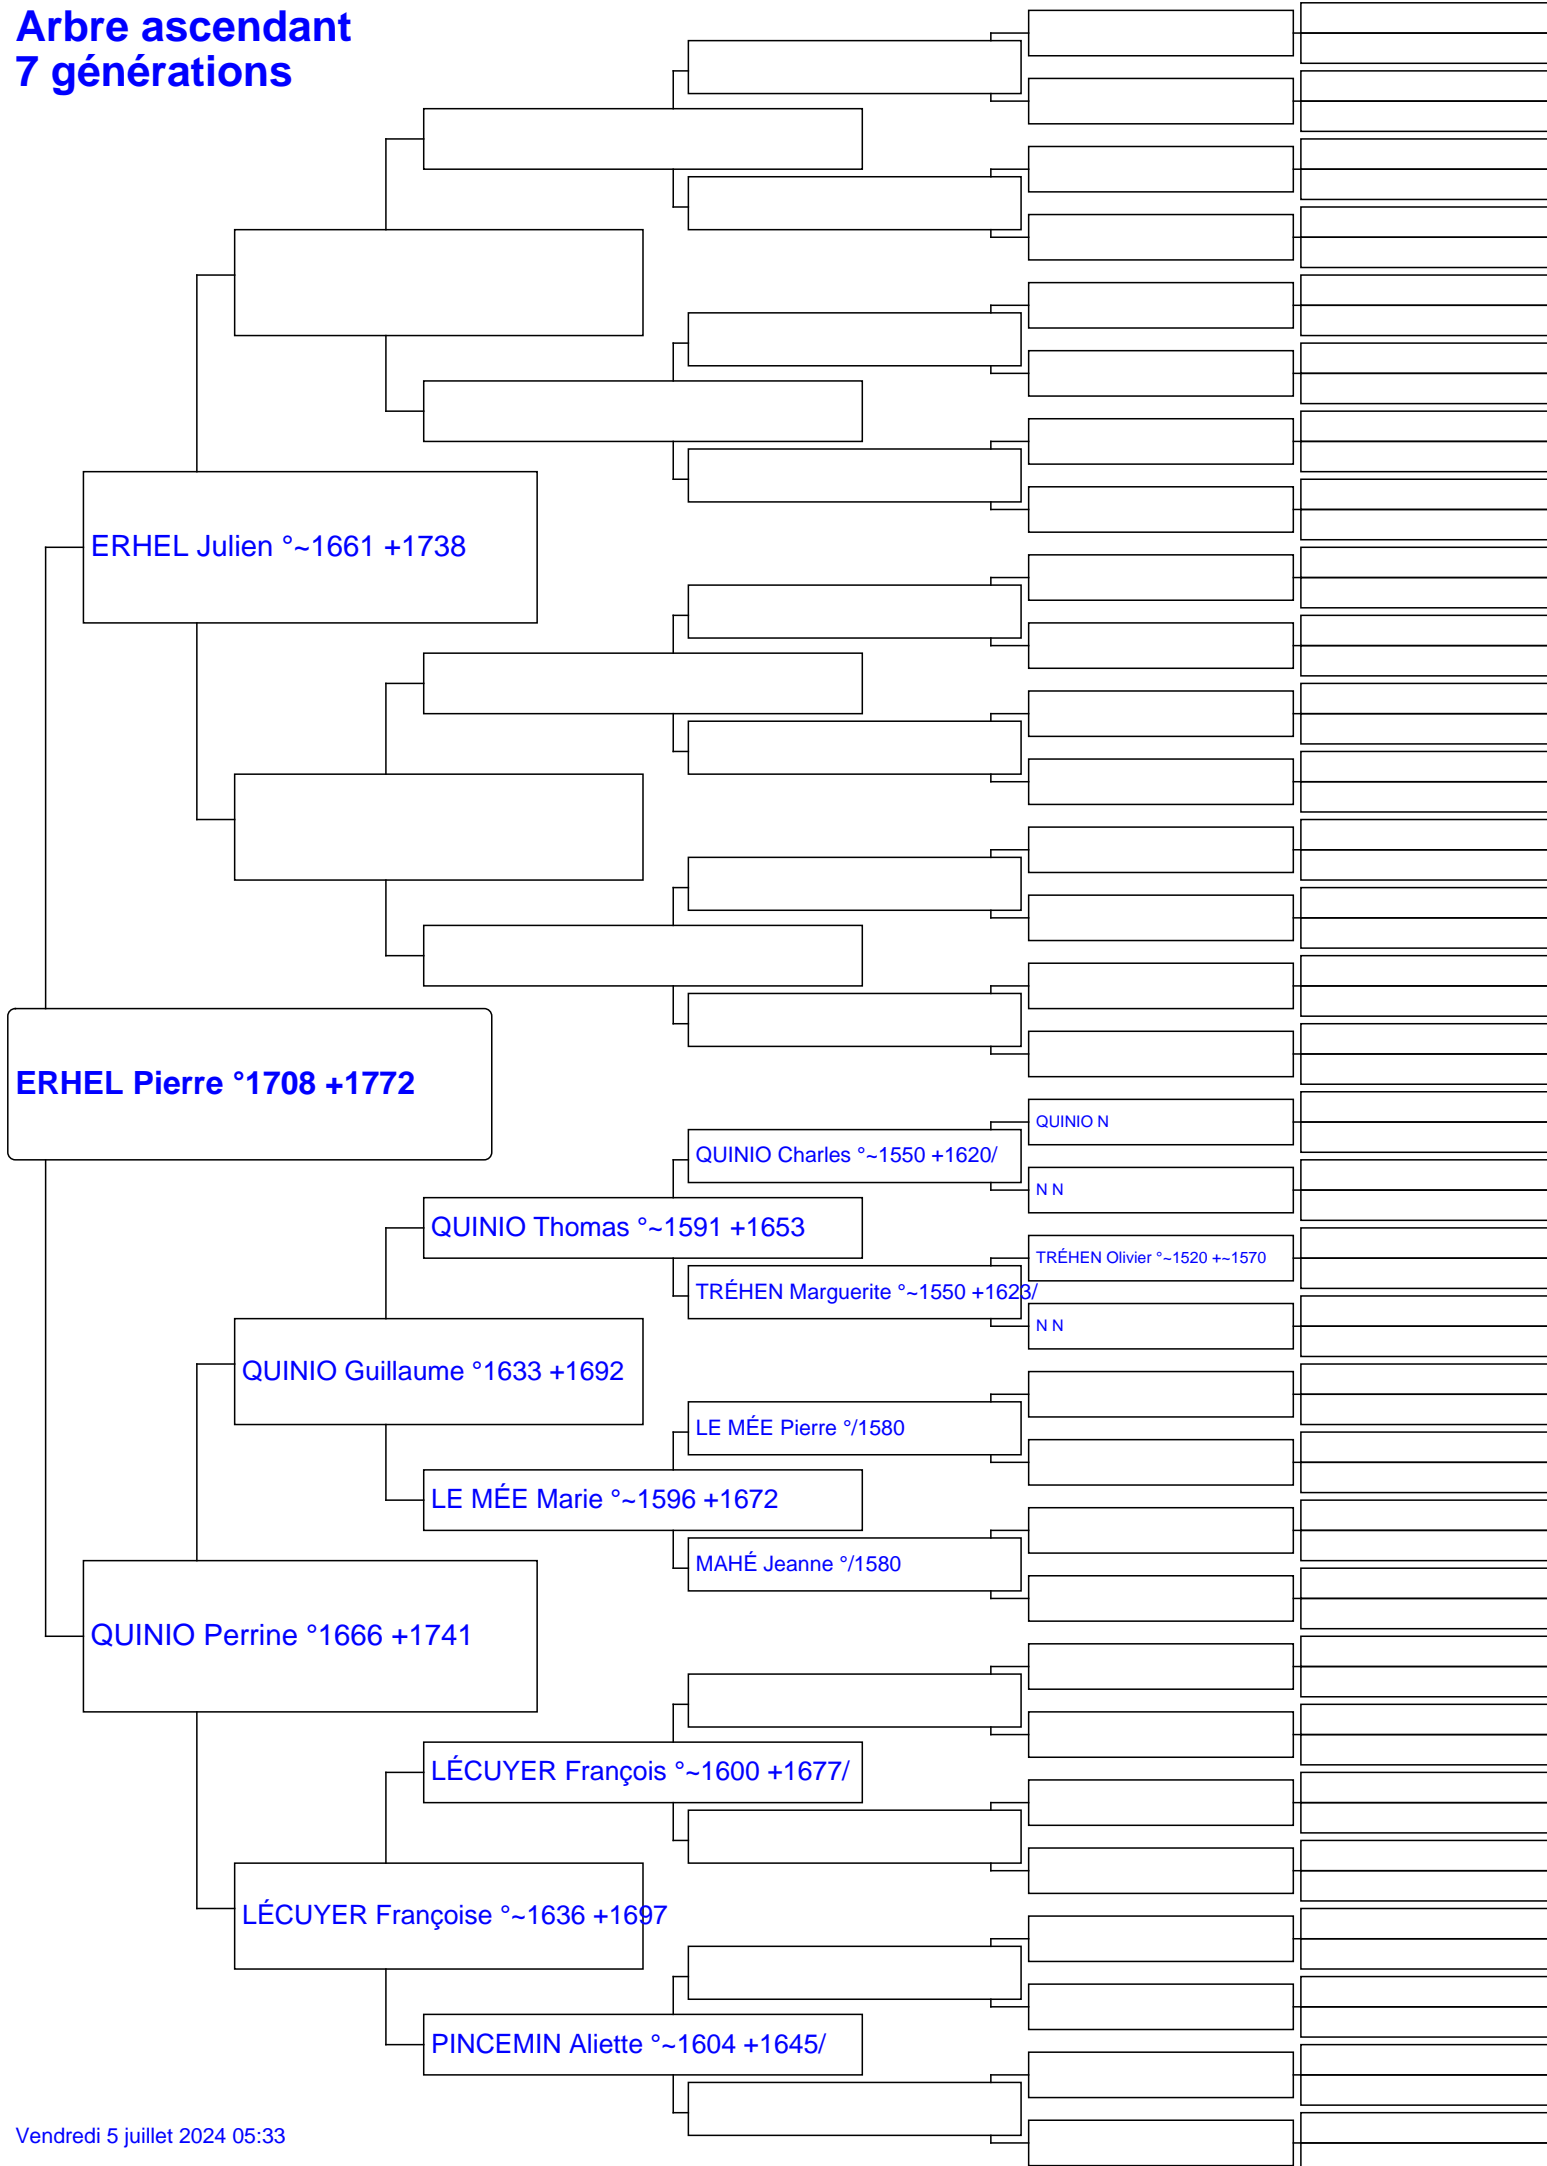 Arbre ascendant
7 générations
ERHEL Julien °~1661 +1738
ERHEL Pierre °1708 +1772
QUINIO N
QUINIO Charles °~1550 +1620/
N N
QUINIO Thomas °~1591 +1653
TRÉHEN Olivier °~1520 +~1570
TRÉHEN Marguerite °~1550 +1623/
N N
QUINIO Guillaume °1633 +1692
LE MÉE Pierre °/1580
LE MÉE Marie °~1596 +1672
MAHÉ Jeanne °/1580
QUINIO Perrine °1666 +1741
LÉCUYER François °~1600 +1677/
LÉCUYER Françoise °~1636 +1697
PINCEMIN Aliette °~1604 +1645/
Vendredi 5 juillet 2024 05:33